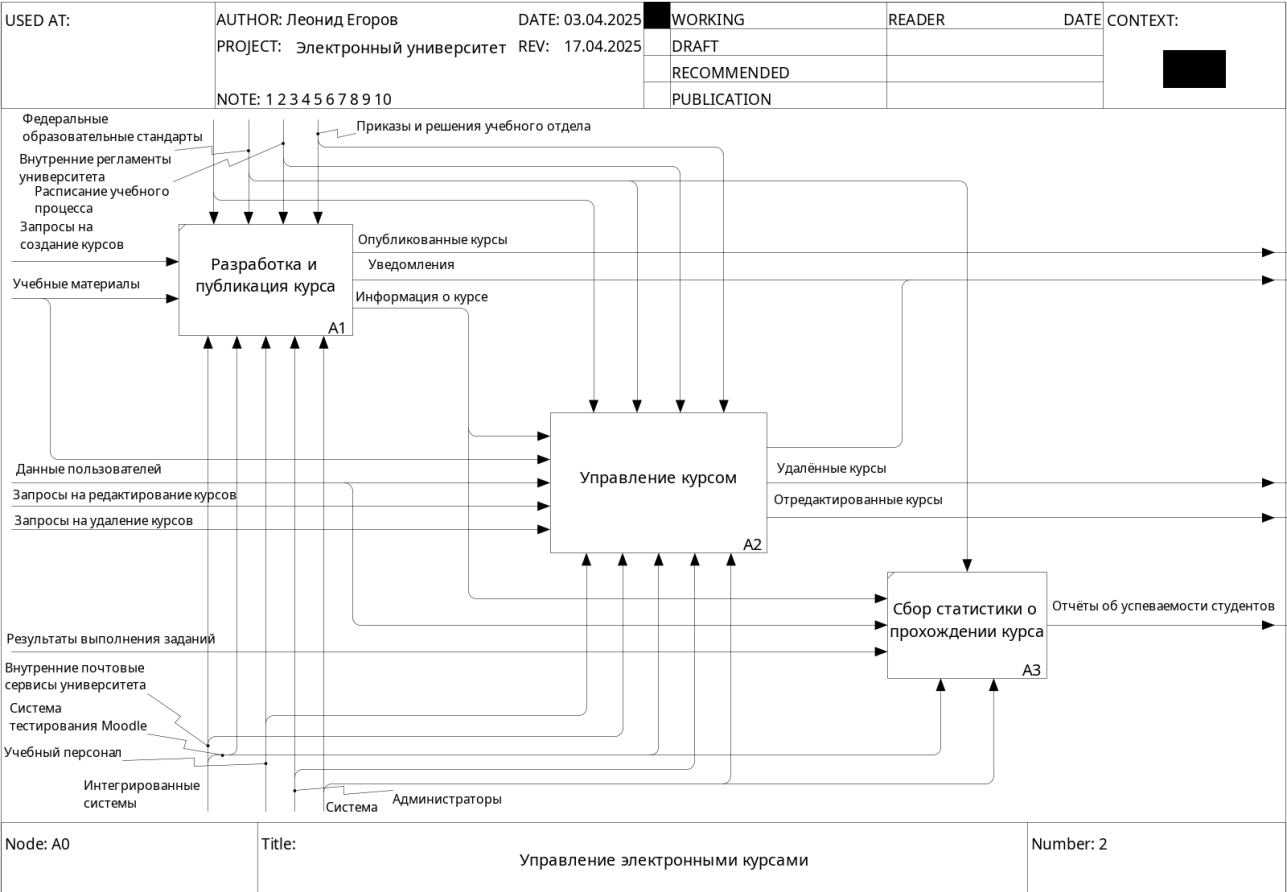 USED AT:
AUTHOR: Леонид Егоров
DATE: 03.04.2025
WORKING
READER
DATE
CONTEXT:
PROJECT: Электронный университет
REV: 17.04.2025
DRAFT
RECOMMENDED
NOTE: 1 2 3 4 5 6 7 8 9 10
PUBLICATION
Федеральные
образовательные стандарты
Приказы и решения учебного отдела
Внутренние регламенты
университета
Расписание учебного
процесса
Запросы на
создание курсов
Учебные материалы
Разработка и
публикация курса
A1
Опубликованные курсы
Уведомления
Информация о курсе
Данные пользователей
Запросы на редактирование курсов
Запросы на удаление курсов
Управление курсом
A2
Удалённые курсы
Отредактированные курсы
Сбор статистики о
прохождении курса
A3
Отчёты об успеваемости студентов
Результаты выполнения заданий
Внутренние почтовые
сервисы университета
Система
тестирования Moodle
Учебный персонал
Интегрированные
системы
Система
Администраторы
Node: A0
Title:
Управление электронными курсами
Number: 2